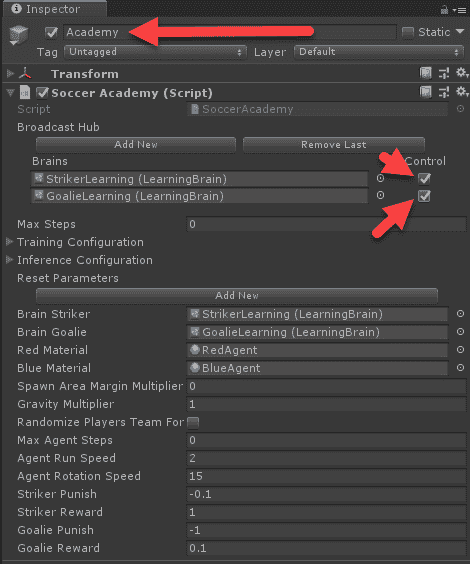 Inspector
Academy Static
Tag Untagged Layer Default
Transform
Soccer Academy (Script)
Script SoccerAcademy
Broadcast Hub
Add New Remove Last
Brains Control
StrikerLearning (LearningBrain)
GoalieLearning (LearningBrain)
Max Steps 0
Training Configuration
Inference Configuration
Reset Parameters
Add New
Brain Striker StrikerLearning (LearningBrain)
Brain Goalie GoalieLearning (LearningBrain)
Red Material RedAgent
Blue Material BlueAgent
Spawn Area Margin Multiplier 0
Gravity Multiplier 1
Randomize Players Team For
Max Agent Steps 0
Agent Run Speed 2
Agent Rotation Speed 15
Striker Punish -0.1
Striker Reward 1
Goalie Punish -1
Goalie Reward 0.1